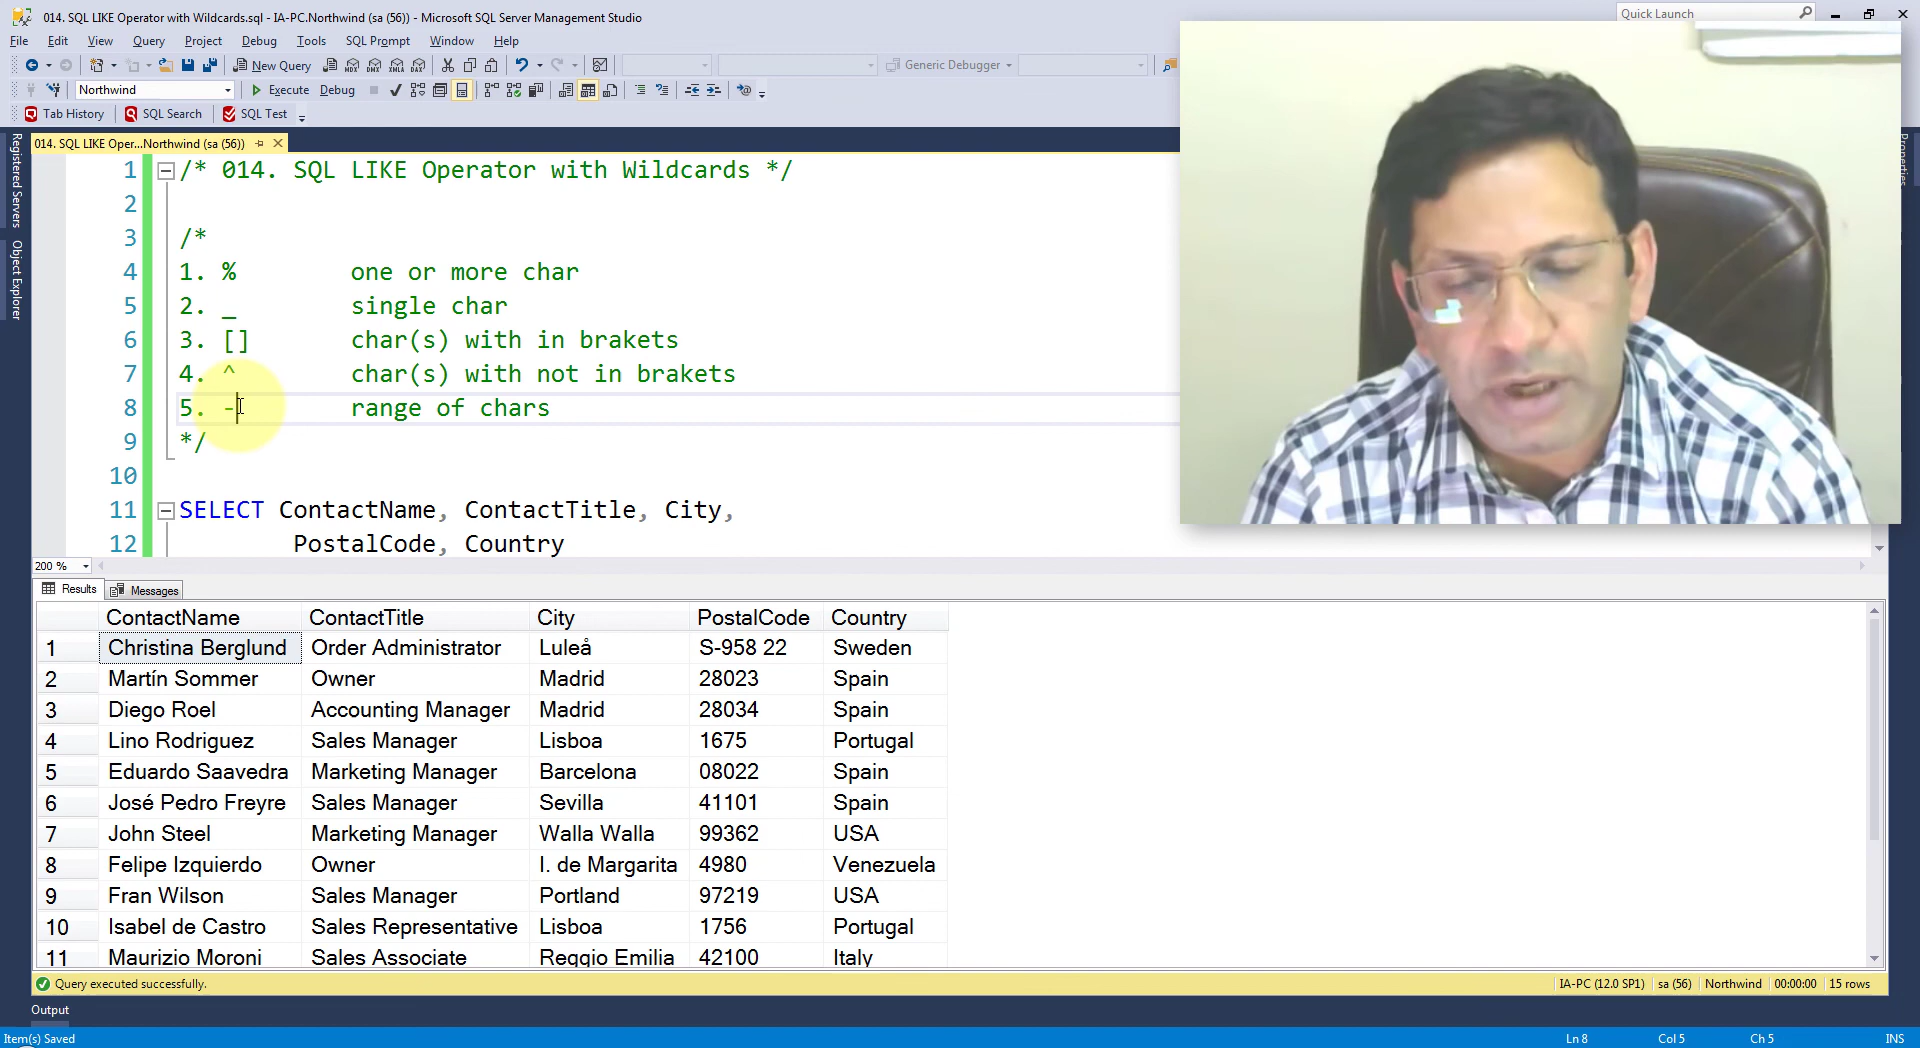 014. SQL LIKE Operator with Wildcards.sql - IA-PC.Northwind (sa (56)) - Microsoft SQL Server Management Studio
Quick Launch
File Edit View Query Project Debug Tools SQL Prompt Window Help
New Query MDX DMX XMLA DAX Generic Debugger
Northwind Execute Debug
Tab History SQL Search SQL Test
Registered Servers
Object Explorer
Properties
014. SQL LIKE Oper...Northwind (sa (56))
1 /* 014. SQL LIKE Operator with Wildcards */
2
3 /*
4 1. % one or more char
5 2. _ single char
6 3. [] char(s) with in brakets
7 4. ^ char(s) with not in brakets
8 5. - range of chars
9 */
10
11 SELECT ContactName, ContactTitle, City,
12 PostalCode, Country
200 %
Results Messages
ContactName ContactTitle City PostalCode Country
1 Christina Berglund Order Administrator Luleå S-958 22 Sweden
2 Martín Sommer Owner Madrid 28023 Spain
3 Diego Roel Accounting Manager Madrid 28034 Spain
4 Lino Rodriguez Sales Manager Lisboa 1675 Portugal
5 Eduardo Saavedra Marketing Manager Barcelona 08022 Spain
6 José Pedro Freyre Sales Manager Sevilla 41101 Spain
7 John Steel Marketing Manager Walla Walla 99362 USA
8 Felipe Izquierdo Owner I. de Margarita 4980 Venezuela
9 Fran Wilson Sales Manager Portland 97219 USA
10 Isabel de Castro Sales Representative Lisboa 1756 Portugal
11 Maurizio Moroni Sales Associate Reggio Emilia 42100 Italy
Query executed successfully. IA-PC (12.0 SP1) sa (56) Northwind 00:00:00 15 rows
Output
Item(s) Saved Ln 8 Col 5 Ch 5 INS